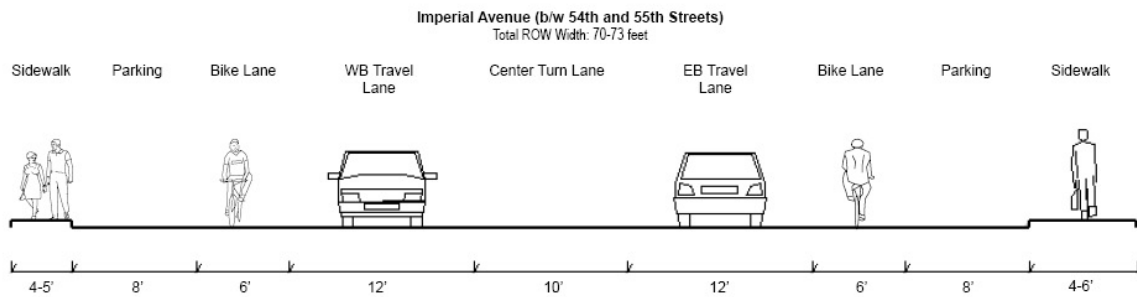 Imperial Avenue (b/w 54th and 55th Streets)
Total ROW Width: 70-73 feet
Sidewalk Parking Bike Lane WB Travel Lane Center Turn Lane EB Travel Lane Bike Lane Parking Sidewalk
4-5' 8' 6' 12' 10' 12' 6' 8' 4-6'